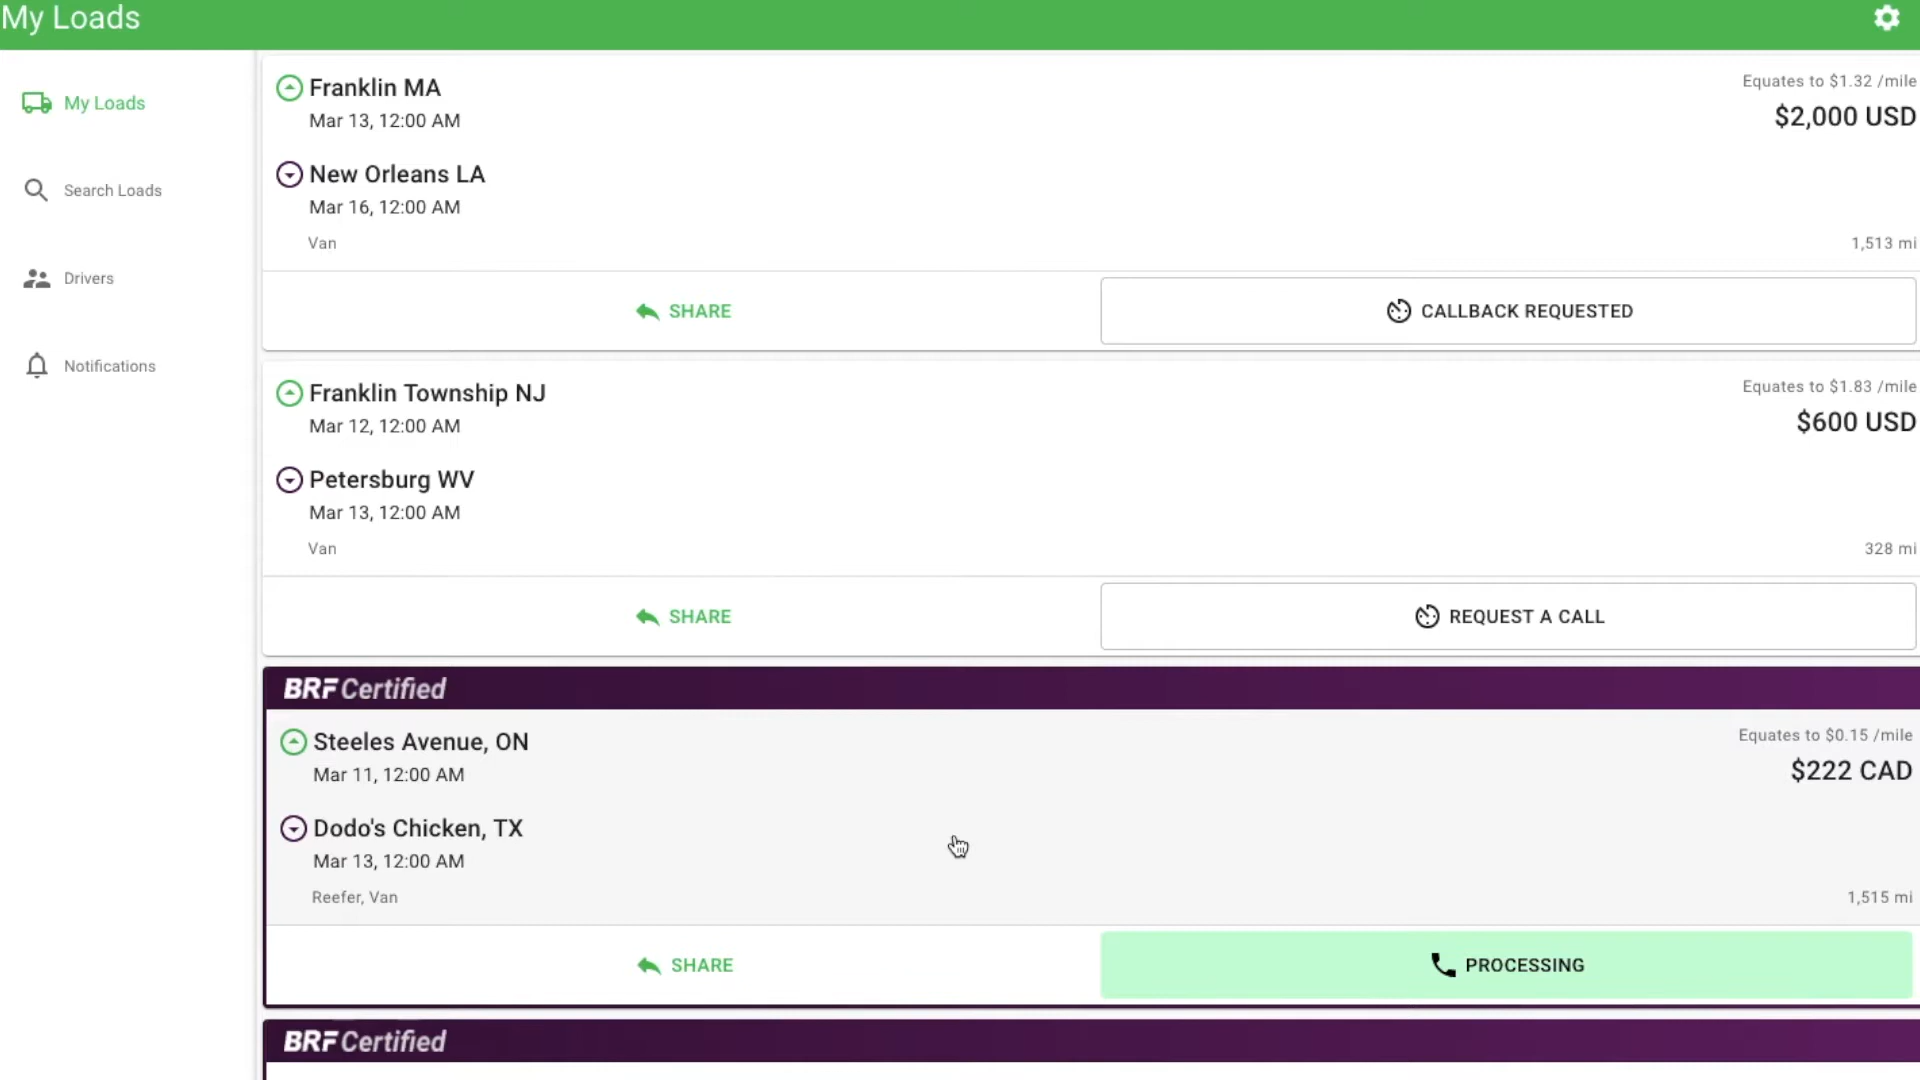 My Loads
My Loads
Search Loads
Drivers
Notifications
Franklin MA
Mar 13, 12:00 AM
Equates to $1.32 /mile
$2,000 USD
New Orleans LA
Mar 16, 12:00 AM
Van
1,513 mi
SHARE
CALLBACK REQUESTED
Franklin Township NJ
Mar 12, 12:00 AM
Equates to $1.83 /mile
$600 USD
Petersburg WV
Mar 13, 12:00 AM
Van
328 mi
SHARE
REQUEST A CALL
BRF Certified
Steeles Avenue, ON
Mar 11, 12:00 AM
Equates to $0.15 /mile
$222 CAD
Dodo's Chicken, TX
Mar 13, 12:00 AM
Reefer, Van
1,515 mi
SHARE
PROCESSING
BRF Certified